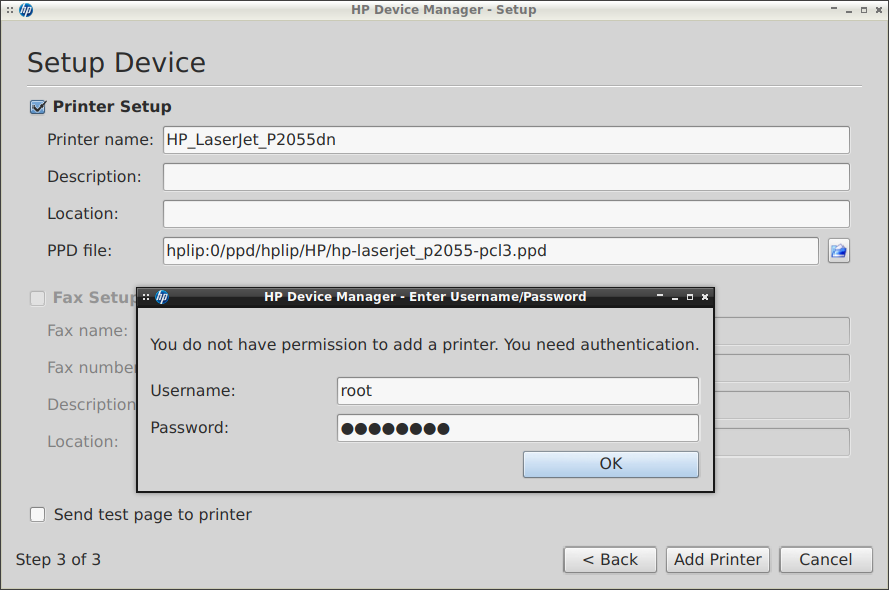 HP Device Manager - Setup
Setup Device
Printer Setup
Printer name: HP_LaserJet_P2055dn
Description:
Location:
PPD file: hplip:0/ppd/hplip/HP/hp-laserjet_p2055-pcl3.ppd
Fax Setup
HP Device Manager - Enter Username/Password
Fax name:
You do not have permission to add a printer. You need authentication.
Fax number
Username: root
Description
Password: ●●●●●●●●
Location:
OK
Send test page to printer
Step 3 of 3
< Back Add Printer Cancel